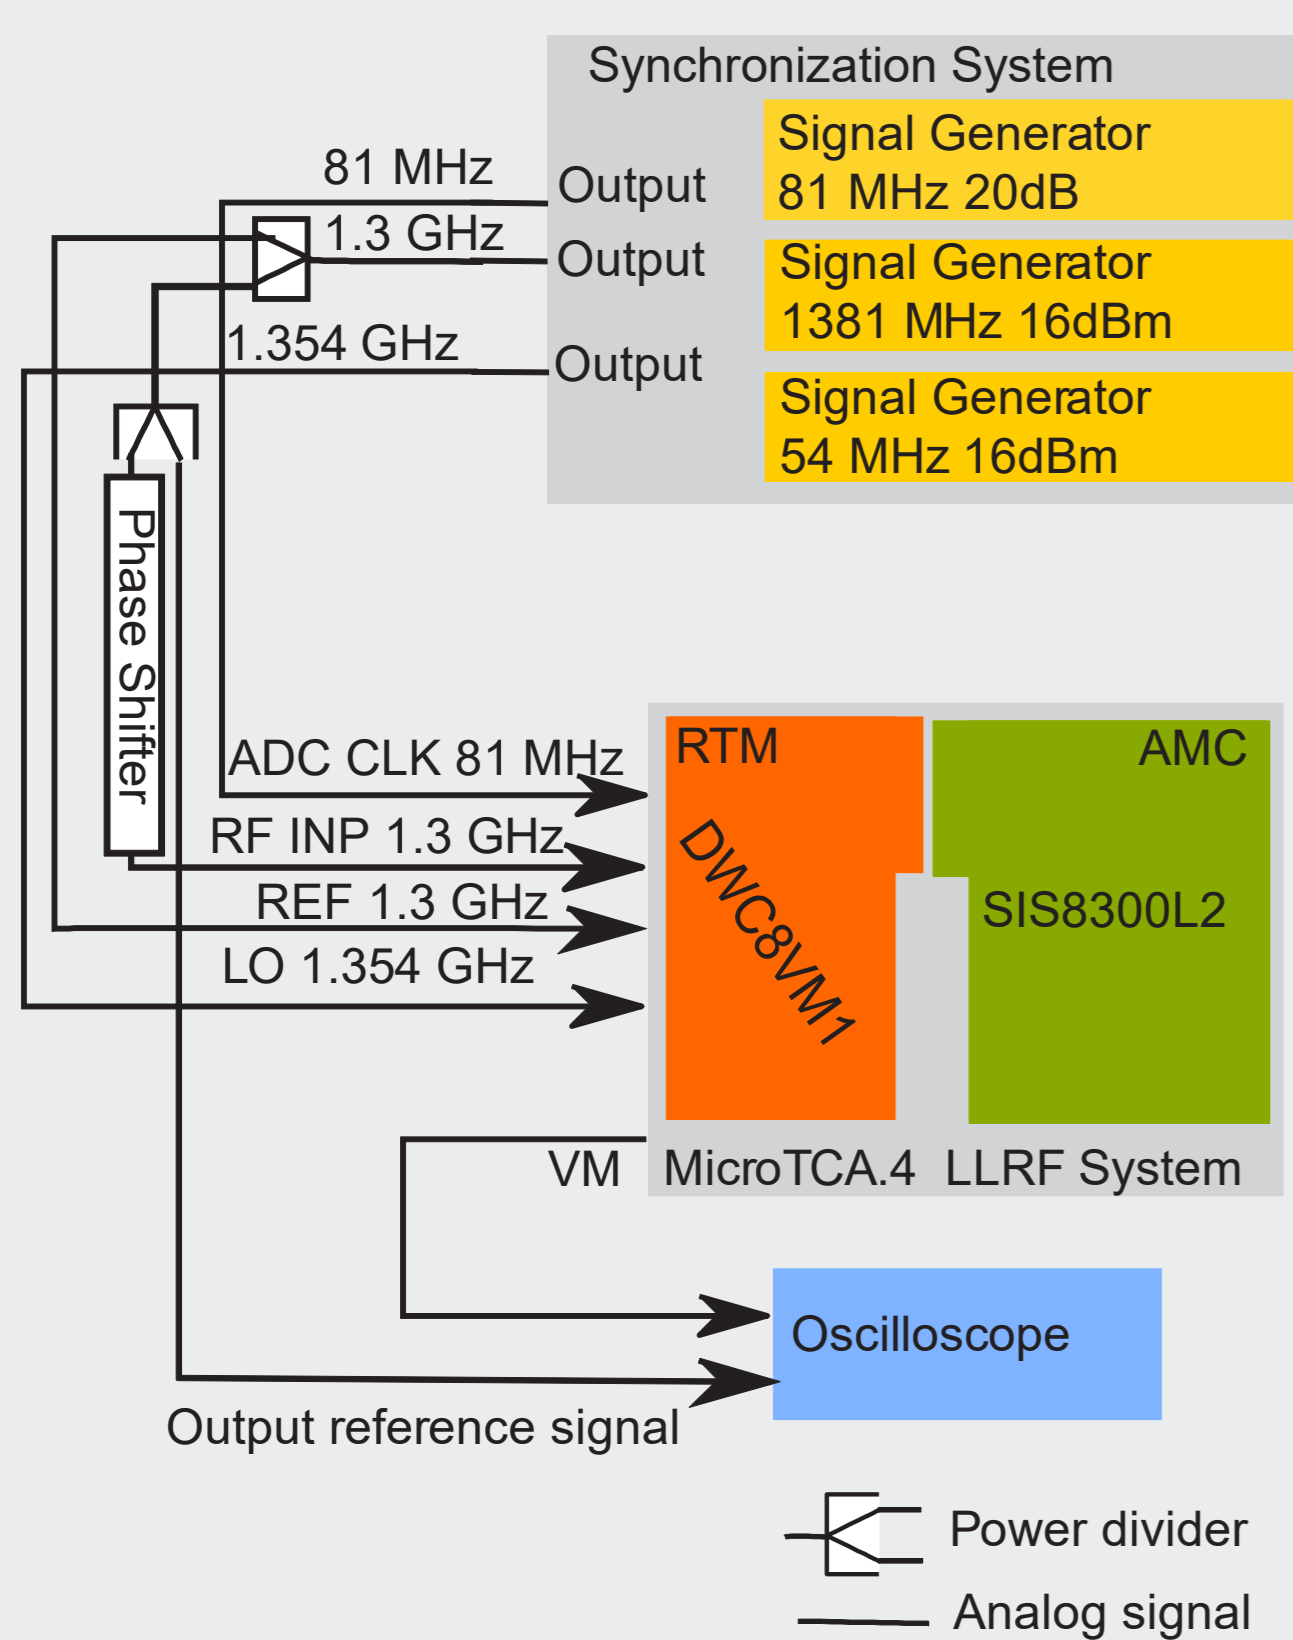 Synchronization System
Signal Generator
81 MHz 20dB
81 MHz
Output
1.3 GHz
Output
Signal Generator
1381 MHz 16dBm
1.354 GHz
Output
Signal Generator
54 MHz 16dBm
Phase Shifter
ADC CLK 81 MHz
RTM
AMC
RF INP 1.3 GHz
DWC8VM1
REF 1.3 GHz
SIS8300L2
LO 1.354 GHz
VM
MicroTCA.4 LLRF System
Oscilloscope
Output reference signal
Power divider
Analog signal